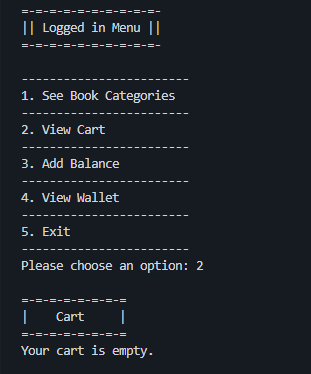 =-=-=-=-=-=-=-=-=-=-
|| Logged in Menu ||
=-=-=-=-=-=-=-=-=-=-
------------------------
1. See Book Categories
------------------------
2. View Cart
------------------------
3. Add Balance
------------------------
4. View Wallet
------------------------
5. Exit
------------------------
Please choose an option: 2
=-=-=-=-=-=-=-=
|    Cart     |
=-=-=-=-=-=-=-=
Your cart is empty.